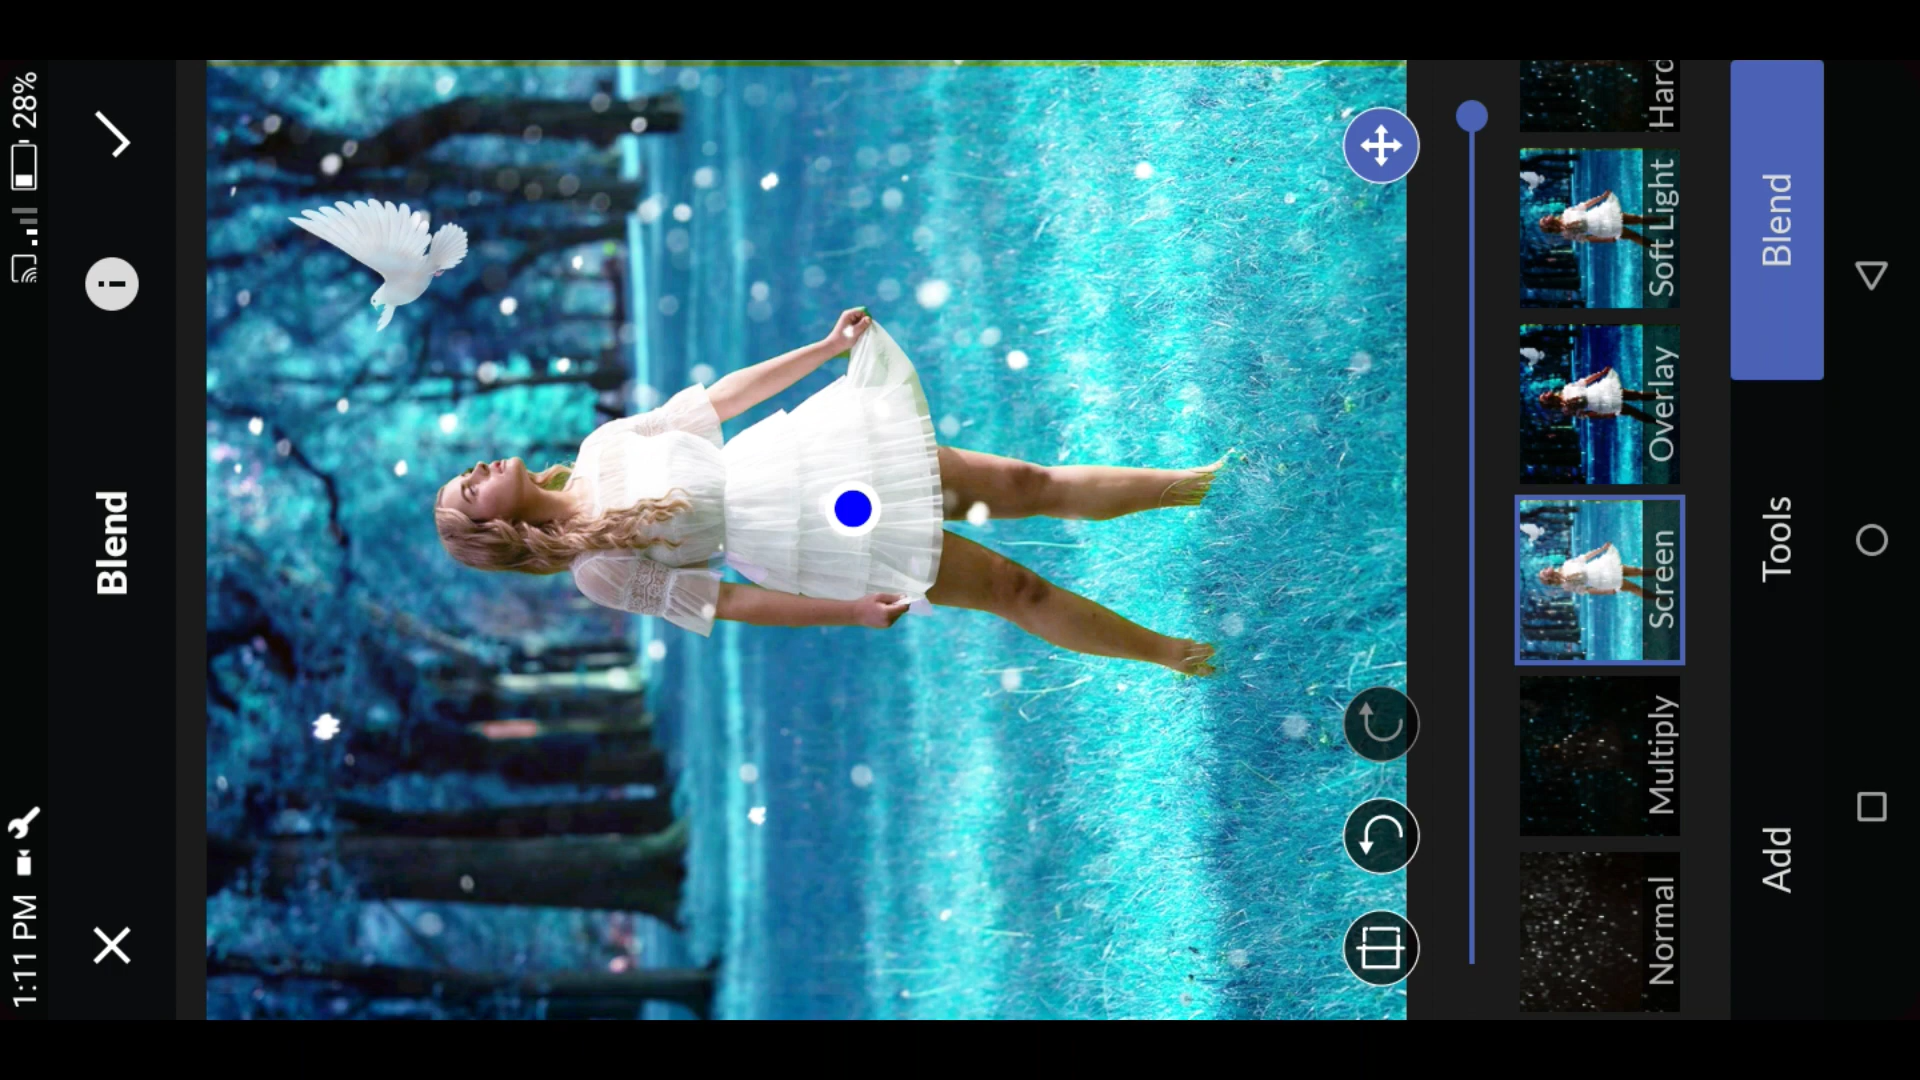 1:11 PM 28%
Blend
Normal
Multiply
Screen
Overlay
Soft Light
Hard
Add
Tools
Blend